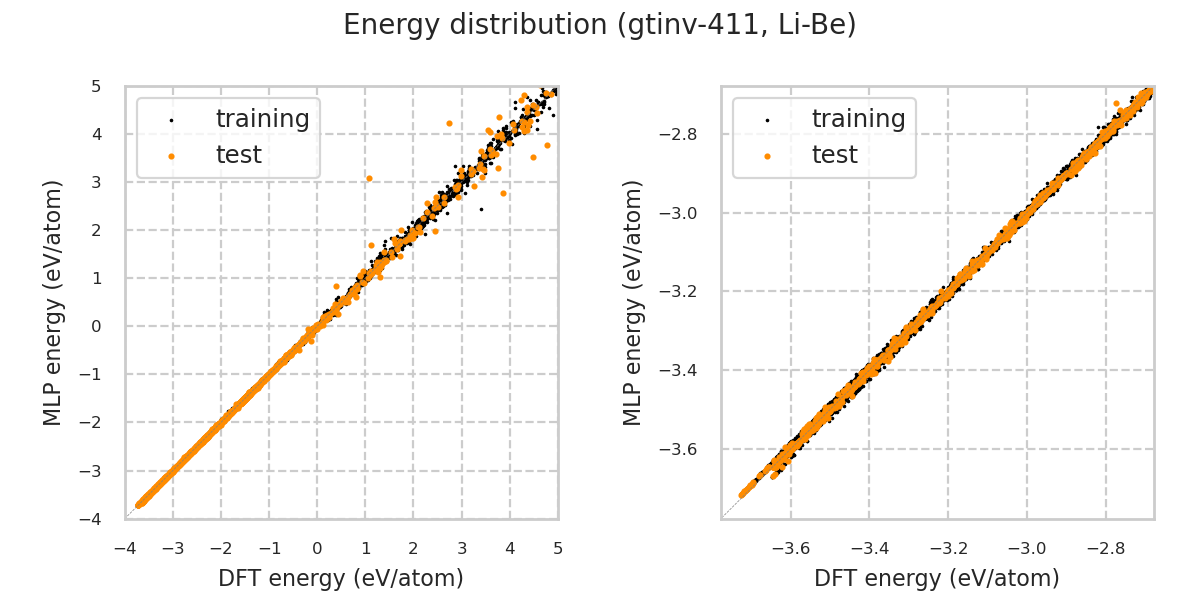 Energy distribution (gtinv-411, Li-Be)
5
4
3
2
1
0
−1
−2
−3
−4
MLP energy (eV/atom)
training
test
−4 −3 −2 −1 0 1 2 3 4 5
DFT energy (eV/atom)
−2.8
−3.0
−3.2
−3.4
−3.6
MLP energy (eV/atom)
training
test
−3.6 −3.4 −3.2 −3.0 −2.8
DFT energy (eV/atom)